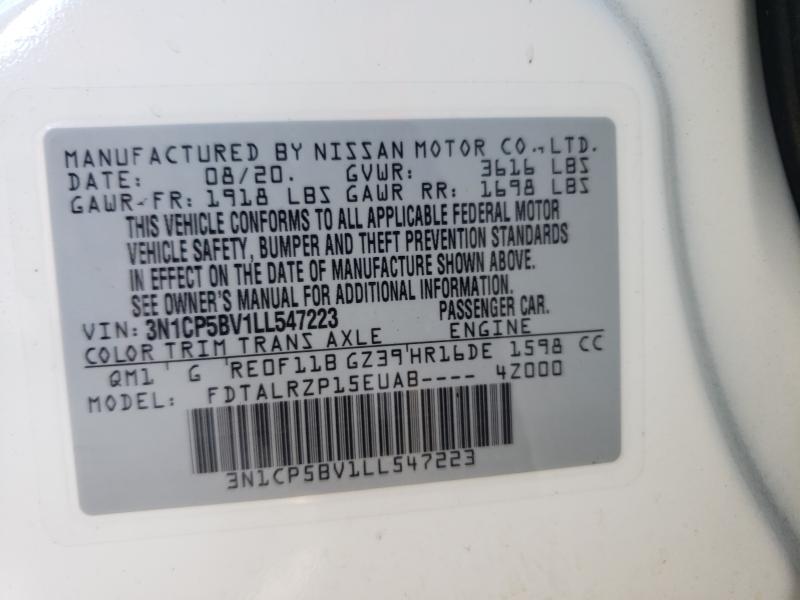 MANUFACTURED BY NISSAN MOTOR CO., LTD.
DATE: 08/20. GVWR: 3616 LBS
GAWR-FR: 1918 LBS GAWR RR: 1698 LBS
THIS VEHICLE CONFORMS TO ALL APPLICABLE FEDERAL MOTOR
VEHICLE SAFETY, BUMPER AND THEFT PREVENTION STANDARDS
IN EFFECT ON THE DATE OF MANUFACTURE SHOWN ABOVE.
SEE OWNER'S MANUAL FOR ADDITIONAL INFORMATION.
VIN: 3N1CP5BV1LL547223 PASSENGER CAR.
COLOR TRIM TRANS AXLE ENGINE
QM1 G RE0F11B GZ39 HR16DE 1598 CC
MODEL: FDTALRZP15EUAB---- 4Z000
3N1CP5BV1LL547223